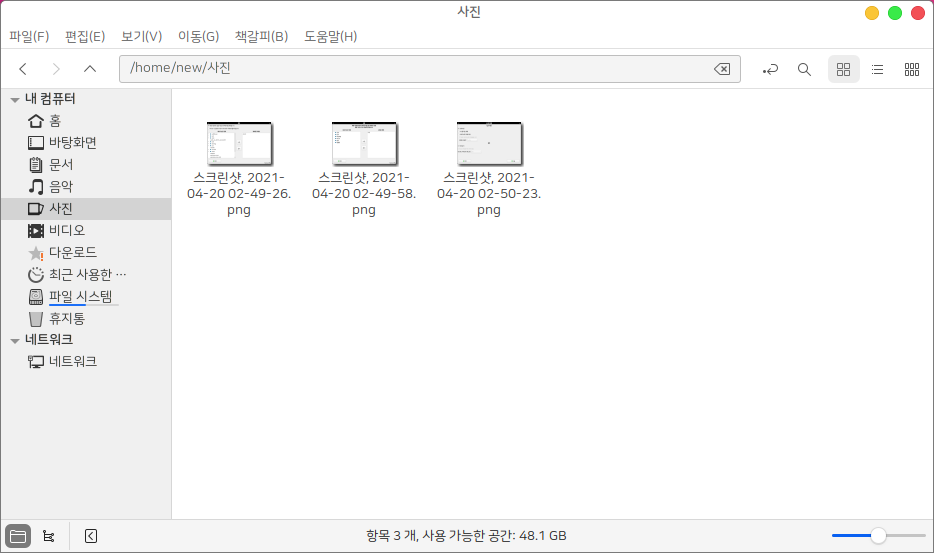 사진
파일(F) 편집(E) 보기(V) 이동(G) 책갈피(B) 도움말(H)
/home/new/사진
내 컴퓨터
홈
바탕화면
문서
음악
사진
비디오
다운로드
최근 사용한 ⋯
파일 시스템
휴지통
네트워크
네트워크
스크린샷, 2021-
04-20 02-49-26.
png
스크린샷, 2021-
04-20 02-49-58.
png
스크린샷, 2021-
04-20 02-50-23.
png
항목 3 개, 사용 가능한 공간: 48.1 GB